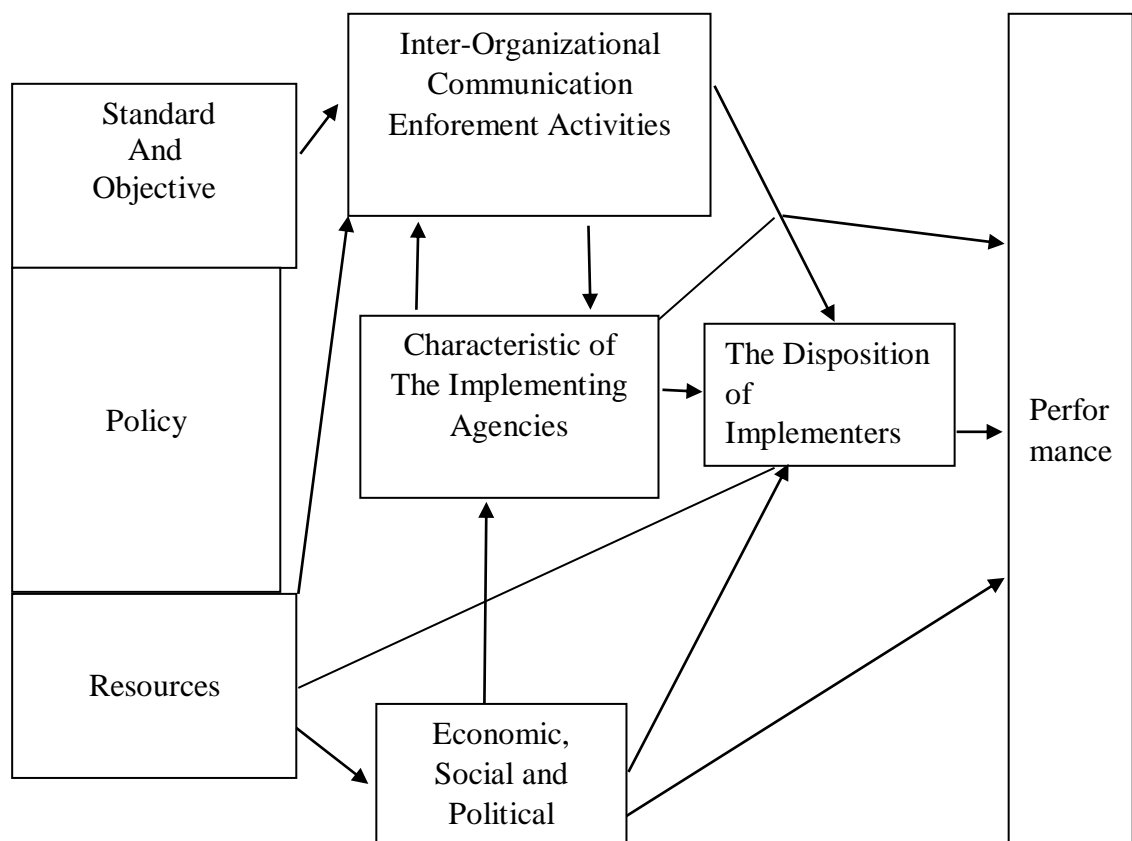 Inter-Organizational
Communication
Enforement Activities
Standard
And
Objective
Policy
Characteristic of
The Implementing
Agencies
The Disposition
of
Implementers
Perfor
mance
Resources
Economic,
Social and
Political